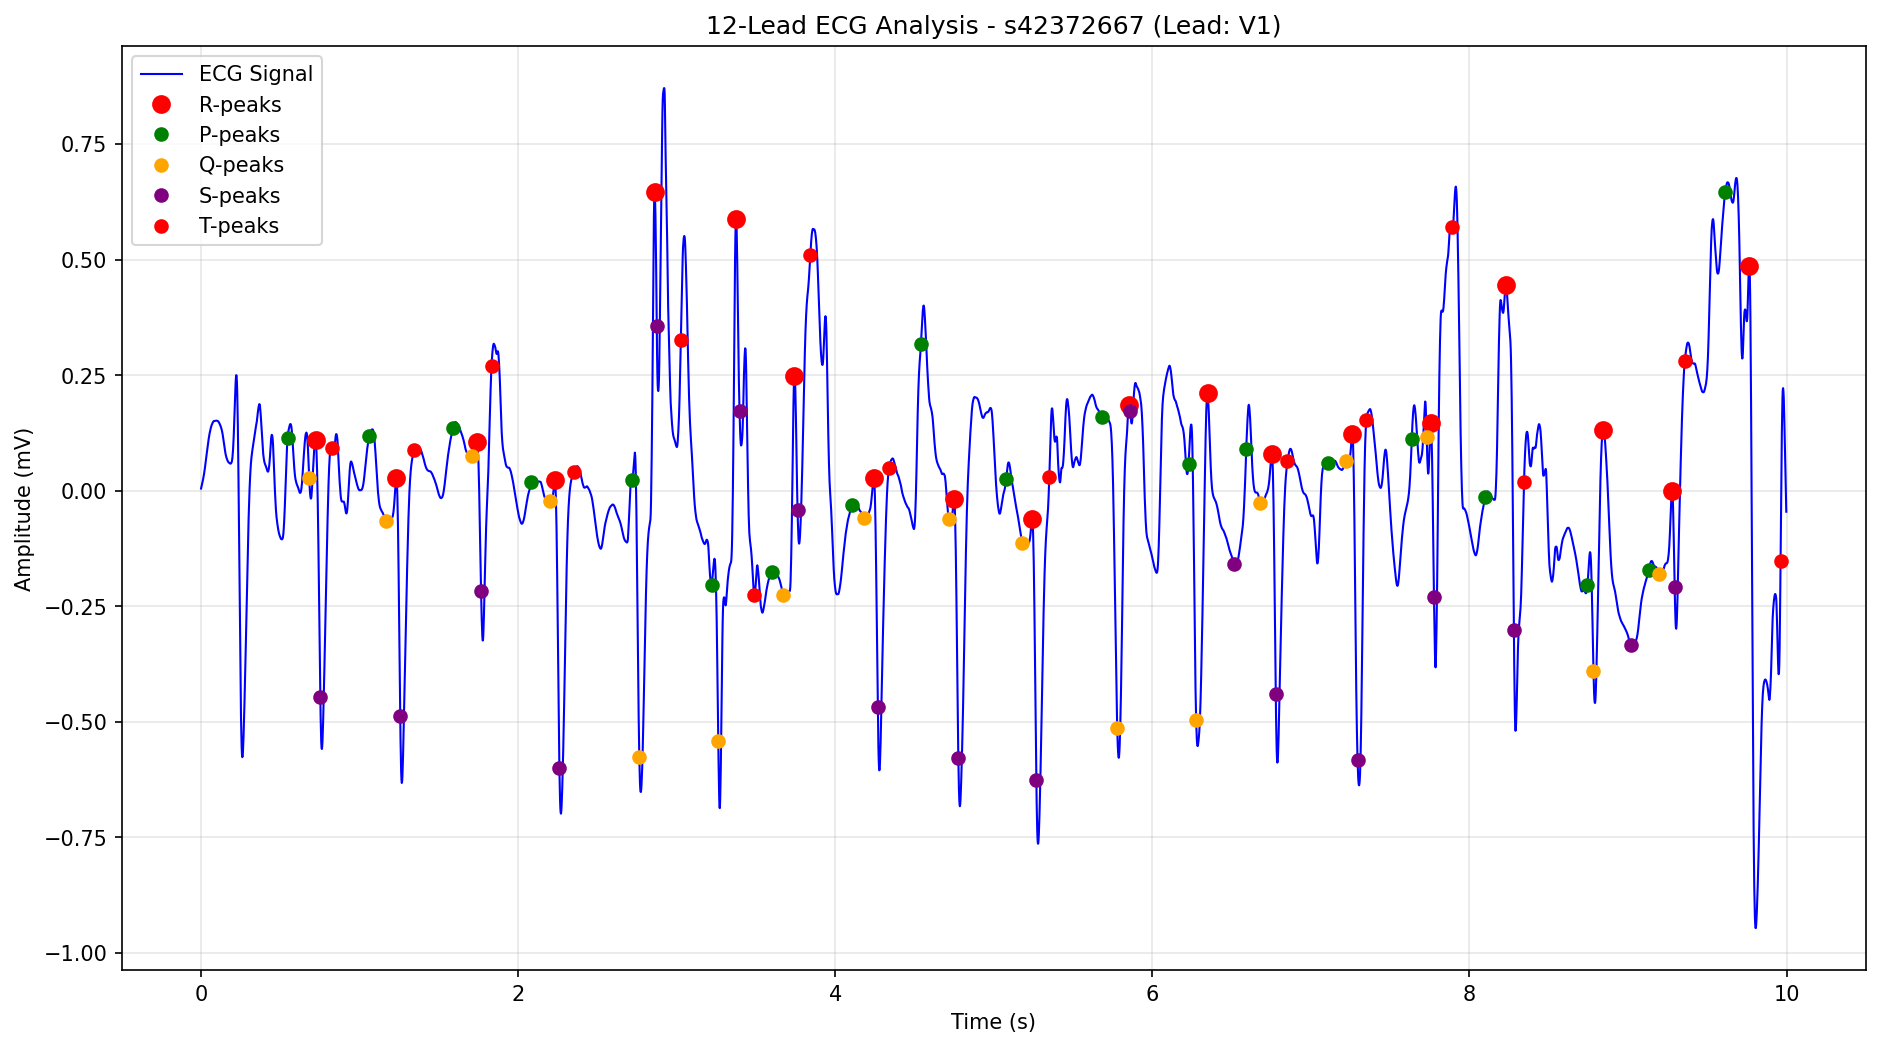 12-Lead ECG Analysis - s42372667 (Lead: V1)
ECG Signal
R-peaks
P-peaks
Q-peaks
S-peaks
T-peaks
Amplitude (mV)
0.75
0.50
0.25
0.00
−0.25
−0.50
−0.75
−1.00
0 2 4 6 8 10
Time (s)